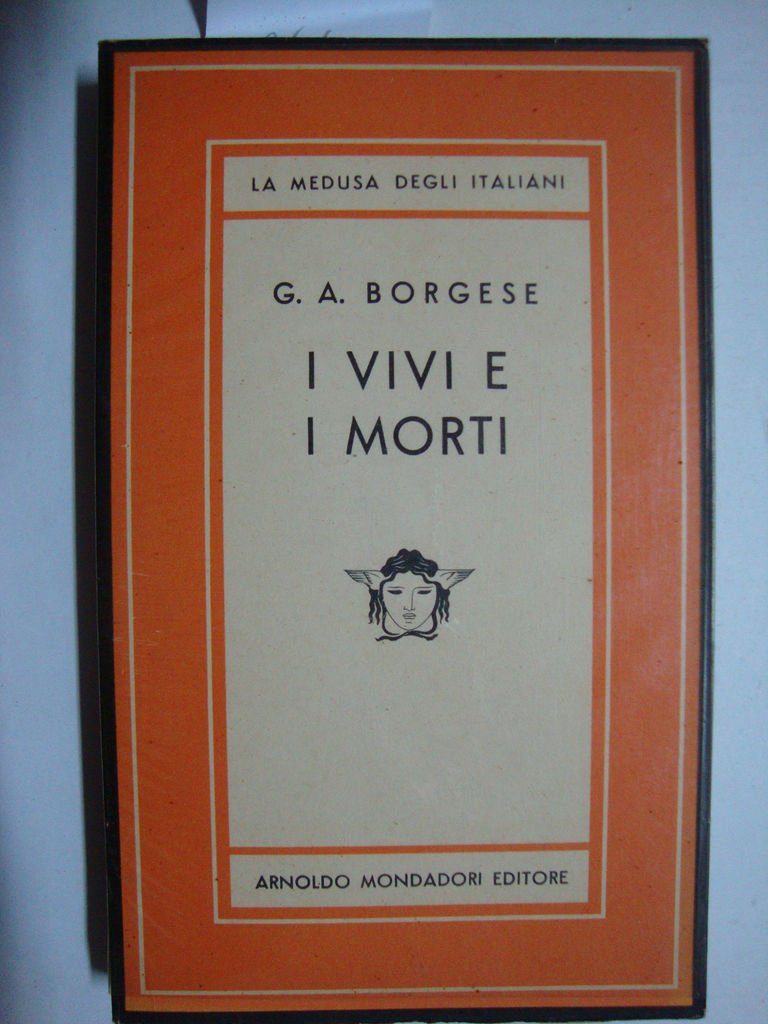 LA MEDUSA DEGLI ITALIANI
G. A. BORGESE
I VIVI E
I MORTI
ARNOLDO MONDADORI EDITORE